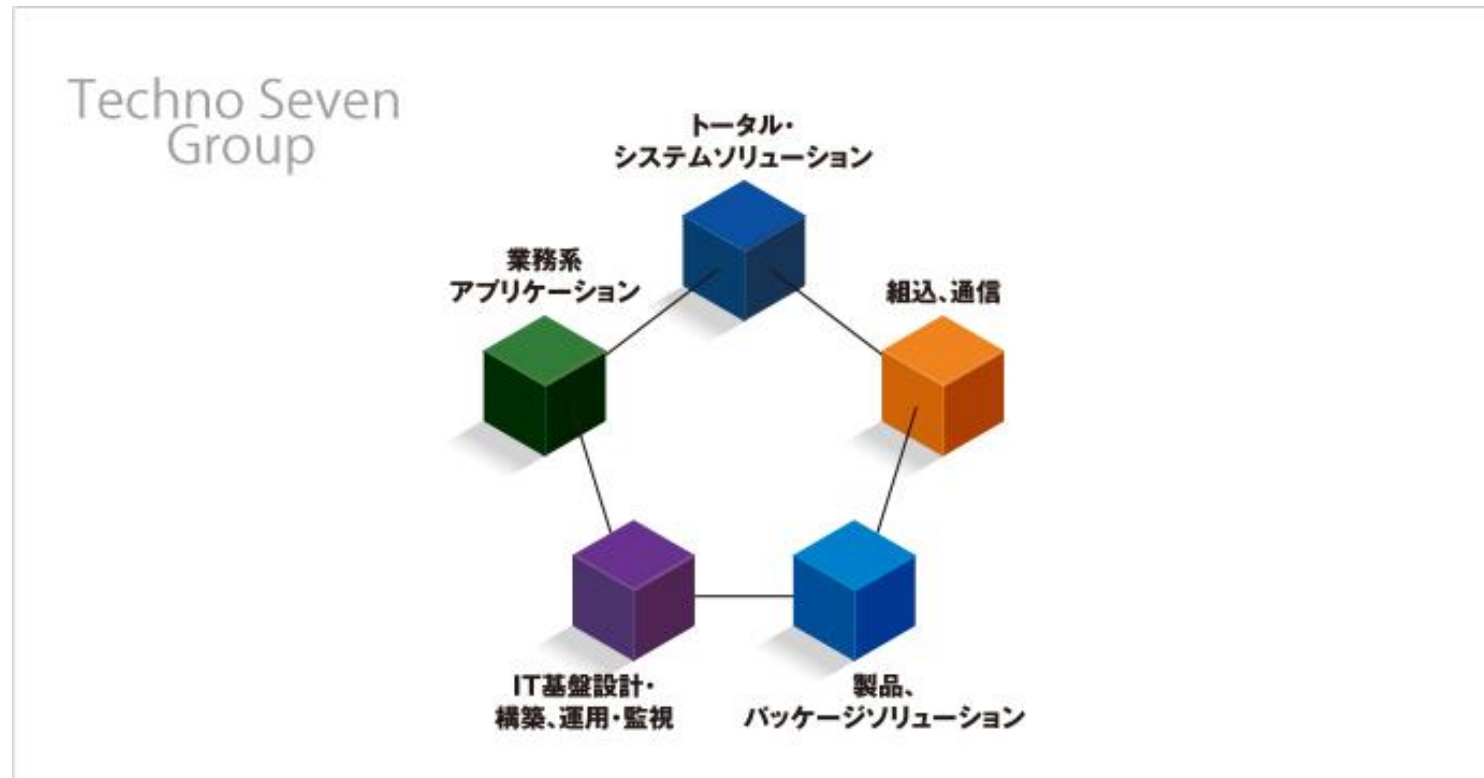 Techno Seven
Group
トータル・
システムソリューション
業務系
アプリケーション
組込、通信
IT基盤設計・
構築、運用・監視
製品、
パッケージソリューション